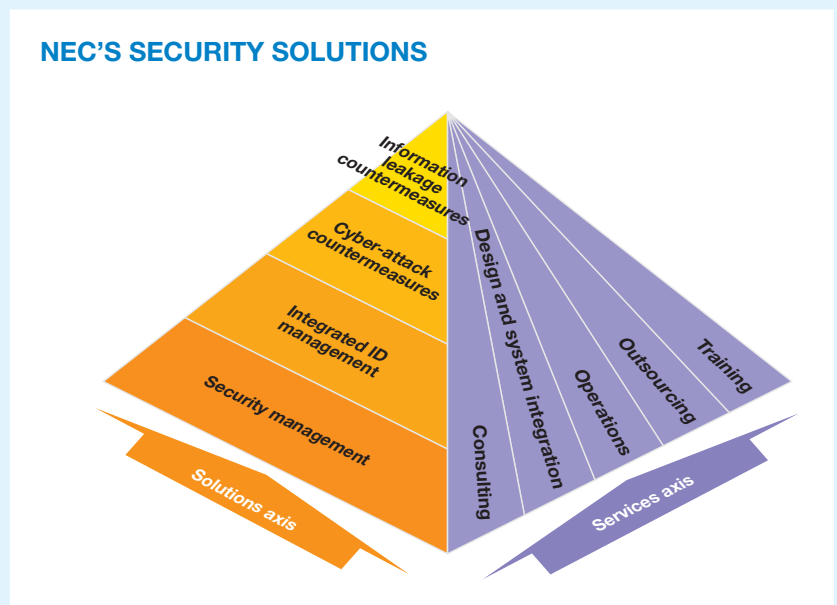 NEC'S SECURITY SOLUTIONS
Information
leakage
countermeasures
Cyber-attack
countermeasures
Integrated ID
management
Security management
Consulting
Design and system integration
Operations
Outsourcing
Training
Solutions axis
Services axis